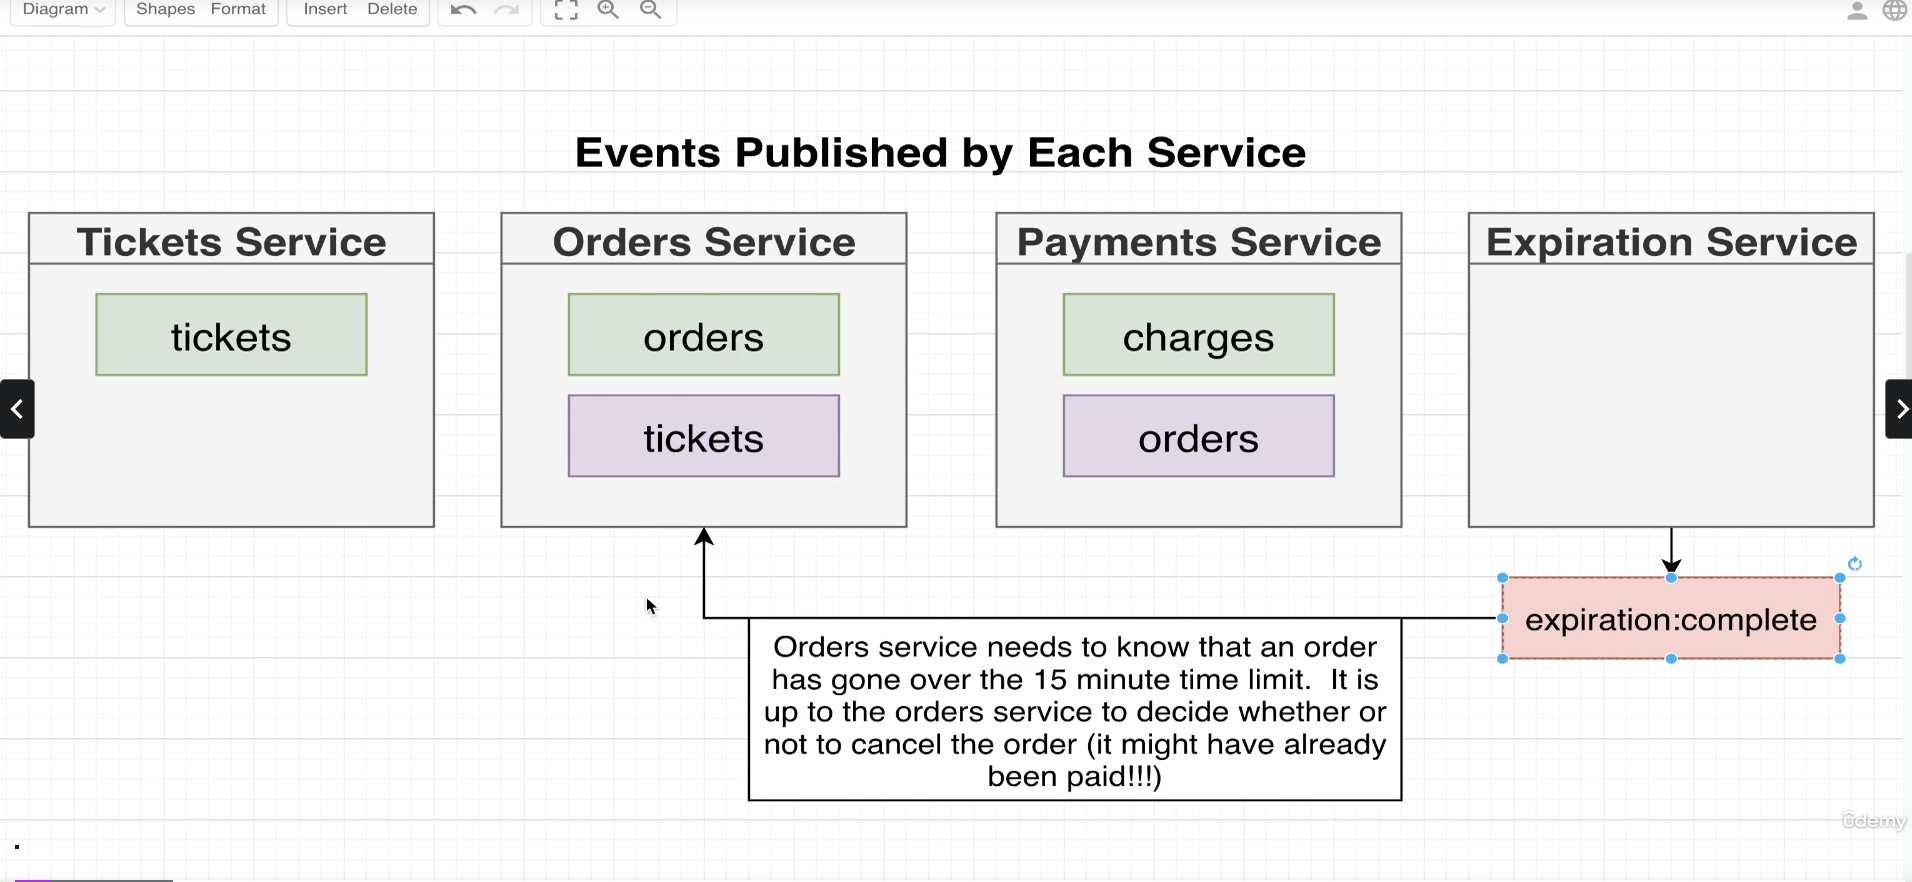 Diagram Shapes Format Insert Delete
Events Published by Each Service
Tickets Service
tickets
Orders Service
orders
tickets
Payments Service
charges
orders
Expiration Service
expiration:complete
Orders service needs to know that an order
has gone over the 15 minute time limit.  It is
up to the orders service to decide whether or
not to cancel the order (it might have already
been paid!!!)
ûdemy